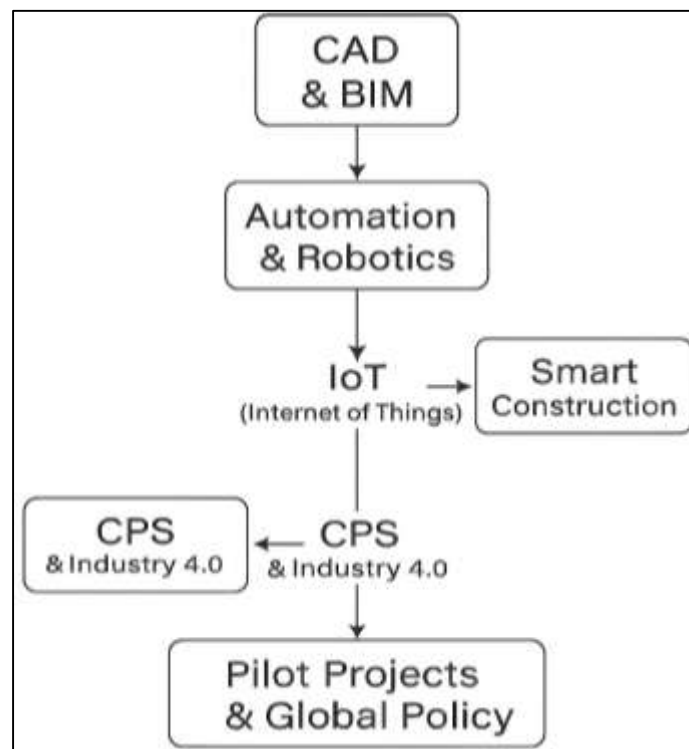 CAD
& BIM
Automation
& Robotics
IoT
(Internet of Things)
Smart
Construction
CPS
& Industry 4.0
CPS
& Industry 4.0
Pilot Projects
& Global Policy